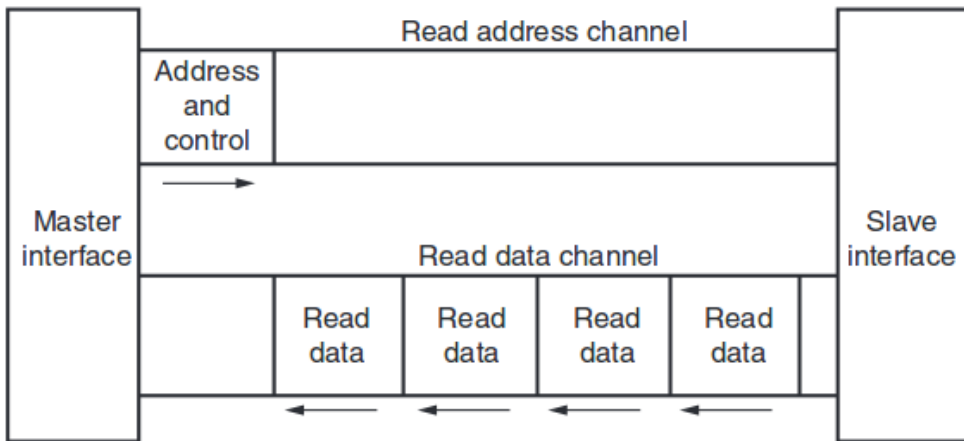 Read address channel
Address
and
control
Master
interface
Slave
interface
Read data channel
Read
data
Read
data
Read
data
Read
data